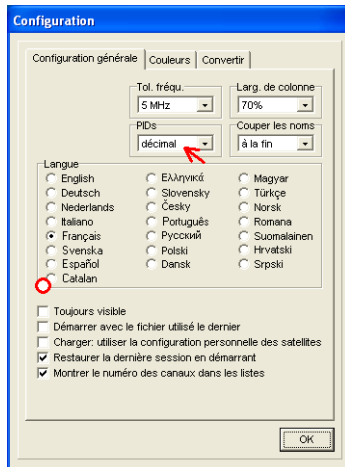 Configuration
Configuration générale Couleurs Convertir
Tol. fréqu. Larg. de colonne
5 MHz 70%
PIDs Couper les noms
décimal à la fin
Langue
English Ελληνικά Magyar
Deutsch Slovensky Türkçe
Nederlands Česky Norsk
Italiano Português Romana
Français Русский Suomalainen
Svenska Polski Hrvatski
Español Dansk Srpski
Catalan
Toujours visible
Démarrer avec le fichier utilisé le dernier
Charger: utiliser la configuration personnelle des satellites
Restaurer la dernière session en démarrant
Montrer le numéro des canaux dans les listes
OK